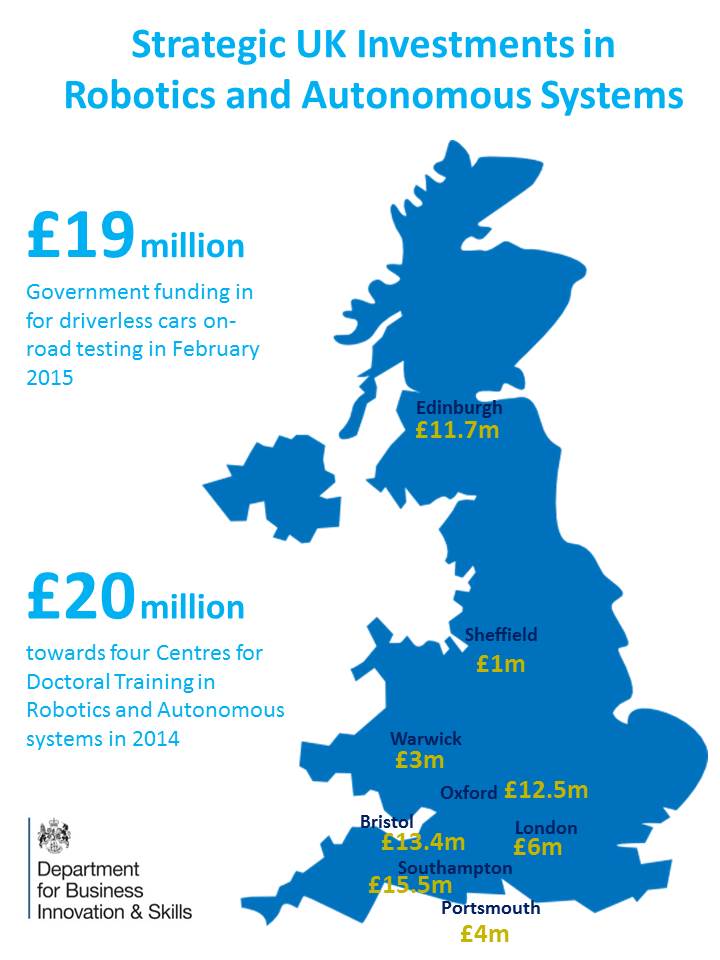 Strategic UK Investments in
Robotics and Autonomous Systems
£19 million
Government funding in
for driverless cars on-
road testing in February
2015
Edinburgh
£11.7m
£20 million
towards four Centres for
Doctoral Training in
Robotics and Autonomous
systems in 2014
Sheffield
£1m
Warwick
£3m
Oxford £12.5m
Bristol
£13.4m
London
£6m
Southampton
£15.5m
Portsmouth
£4m
Department
for Business
Innovation & Skills